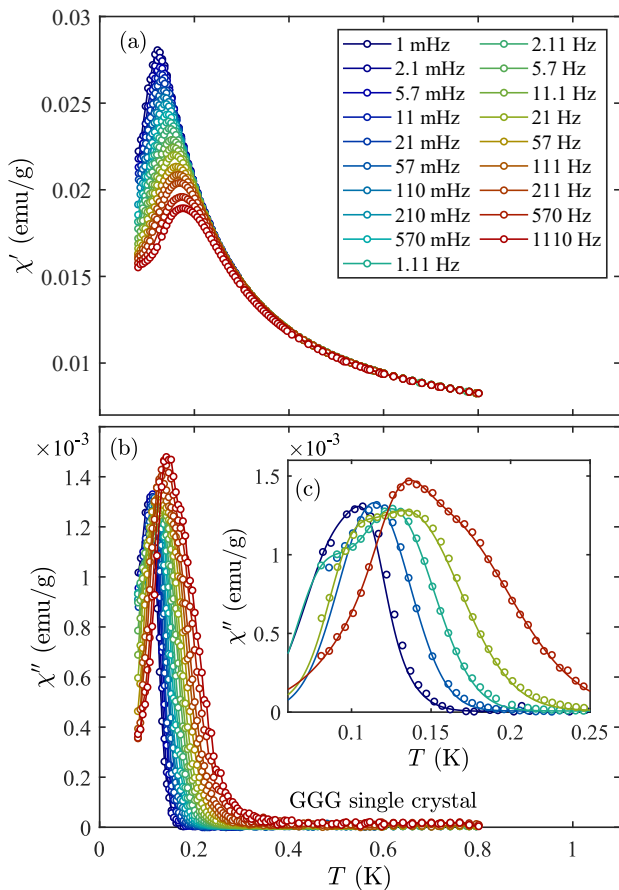 0.03
(a)
1 mHz
2.11 Hz
2.1 mHz
5.7 Hz
5.7 mHz
11.1 Hz
0.025
11 mHz
21 Hz
21 mHz
57 Hz
57 mHz
111 Hz
110 mHz
211 Hz
0.02
210 mHz
570 Hz
570 mHz
1110 Hz
1.11 Hz
χ′ (emu/g)
0.015
0.01
×10⁻³
(b)
×10⁻³
1.5
(c)
1.4
1.2
1
1
0.8
χ″ (emu/g)
0.5
0.6
χ″ (emu/g)
0
0.4
0.1
0.15
0.2
0.25
T (K)
0.2
GGG single crystal
0
0
0.2
0.4
0.6
0.8
1
T (K)